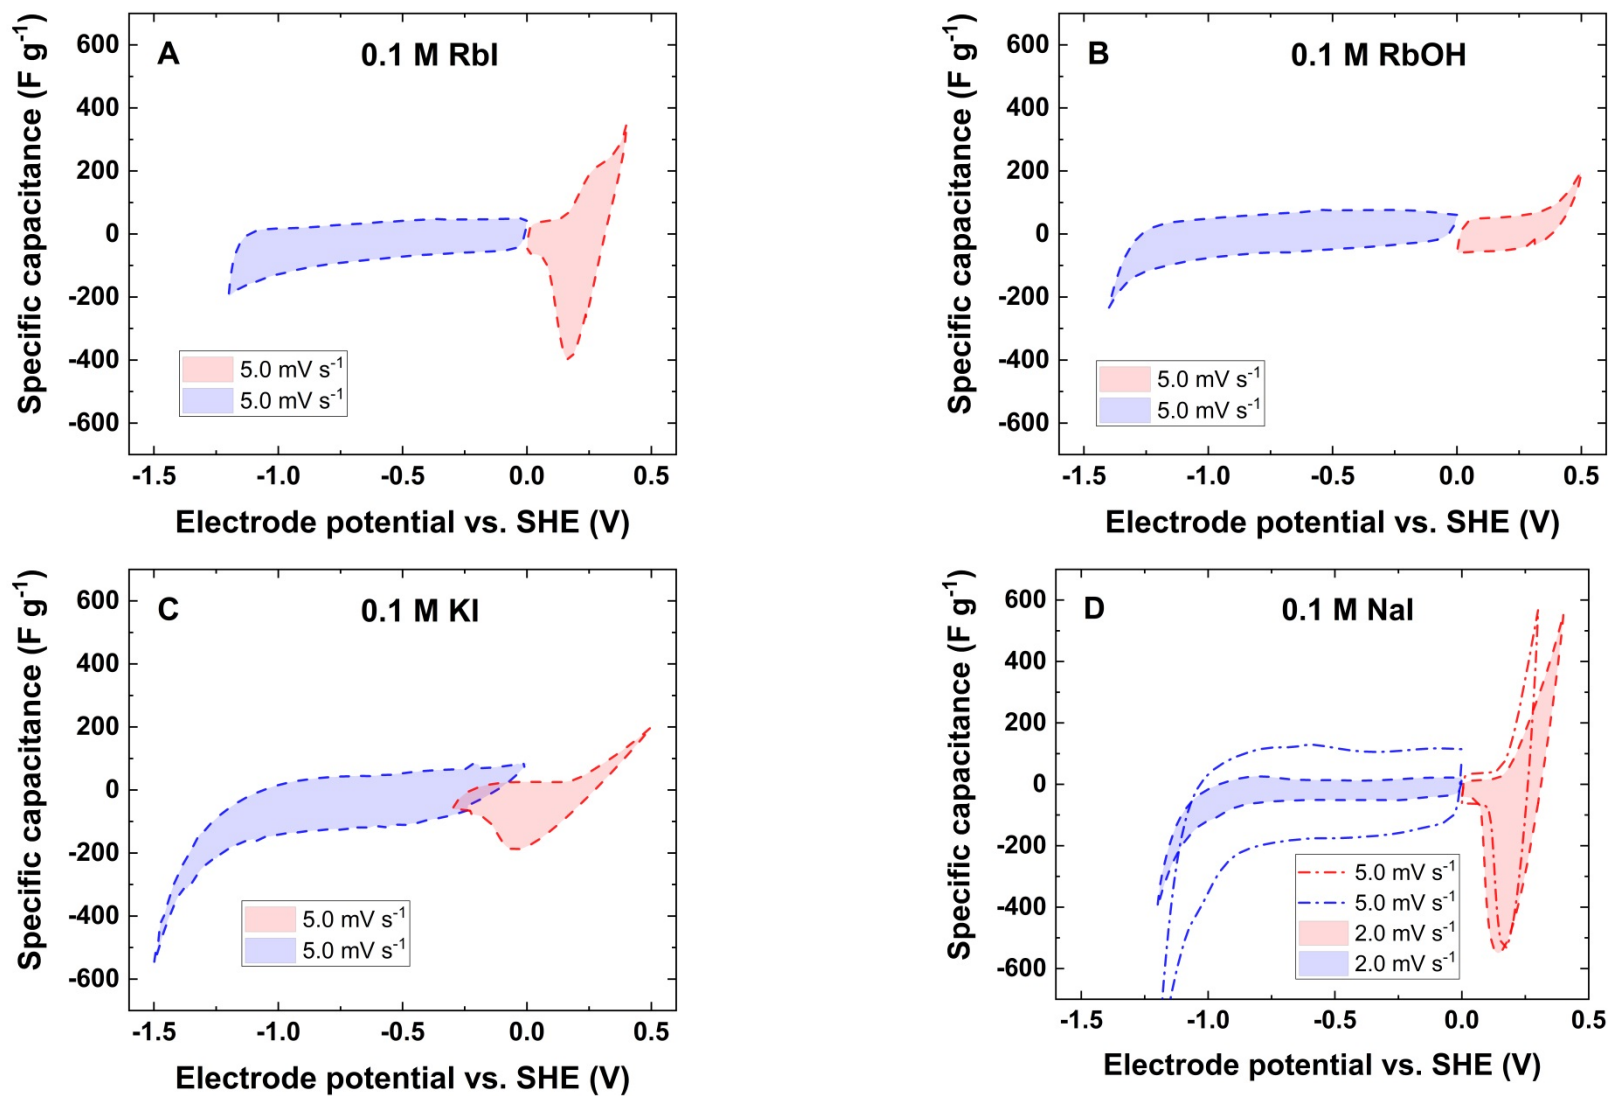 A
0.1 M RbI
Specific capacitance (F g⁻¹)
600
400
200
0
-200
-400
-600
5.0 mV s⁻¹
5.0 mV s⁻¹
-1.5 -1.0 -0.5 0.0 0.5
Electrode potential vs. SHE (V)
B
0.1 M RbOH
Specific capacitance (F g⁻¹)
600
400
200
0
-200
-400
-600
5.0 mV s⁻¹
5.0 mV s⁻¹
-1.5 -1.0 -0.5 0.0 0.5
Electrode potential vs. SHE (V)
C
0.1 M KI
Specific capacitance (F g⁻¹)
600
400
200
0
-200
-400
-600
5.0 mV s⁻¹
5.0 mV s⁻¹
-1.5 -1.0 -0.5 0.0 0.5
Electrode potential vs. SHE (V)
D
0.1 M NaI
Specific capacitance (F g⁻¹)
600
400
200
0
-200
-400
-600
5.0 mV s⁻¹
5.0 mV s⁻¹
2.0 mV s⁻¹
2.0 mV s⁻¹
-1.5 -1.0 -0.5 0.0 0.5
Electrode potential vs. SHE (V)